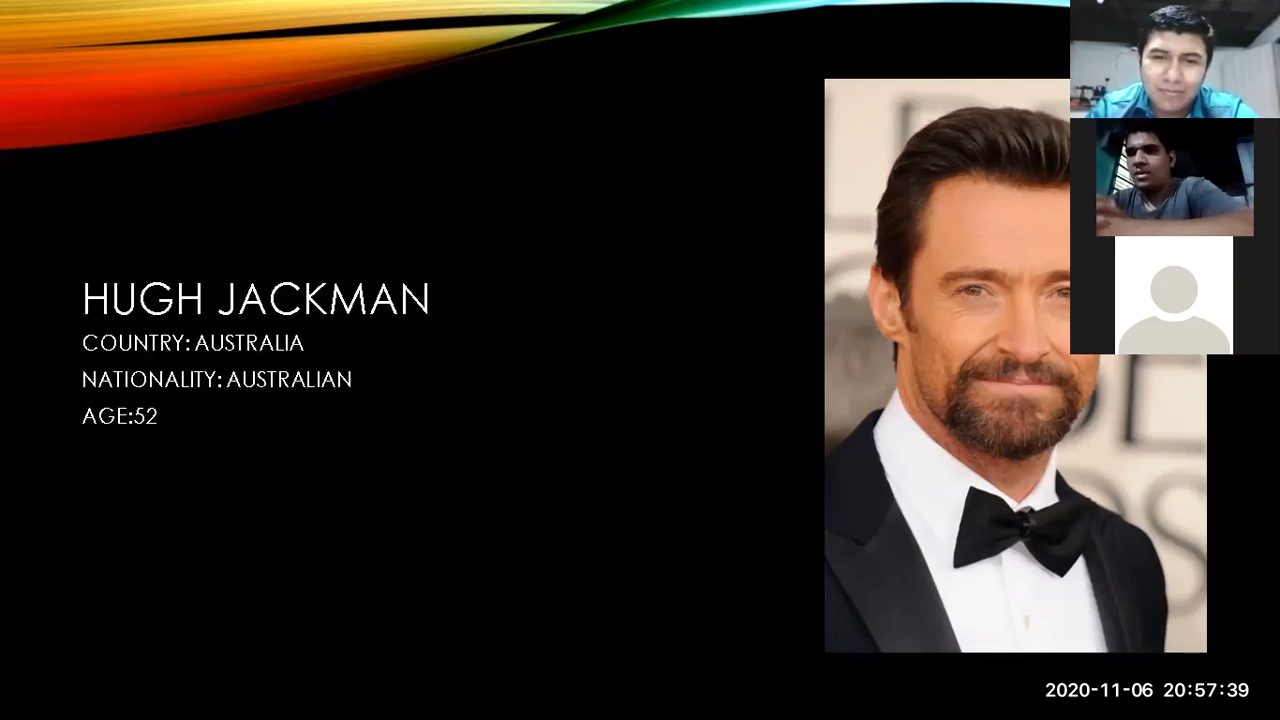 HUGH JACKMAN
COUNTRY: AUSTRALIA
NATIONALITY: AUSTRALIAN
AGE:52
2020-11-06 20:57:39